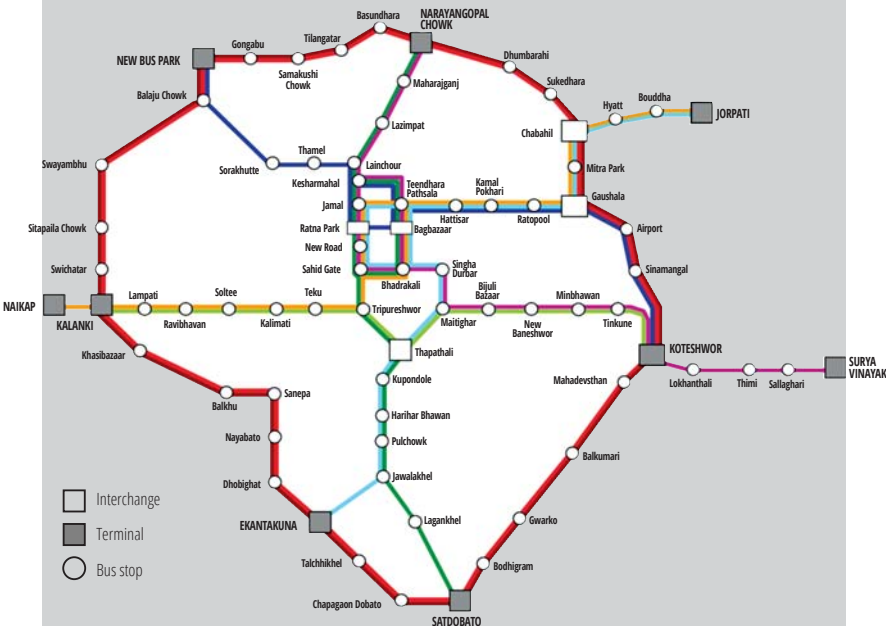 Basundhara
NARAYANGOPAL
CHOWK
Gongabu
Tilangatar
NEW BUS PARK
Samakushi
Chowk
Dhumbarahi
Maharajganj
Sukedhara
Balaju Chowk
Hyatt
Bouddha
JORPATI
Lazimpat
Chabahil
Thamel
Lainchour
Swayambhu
Sorakhutte
Mitra Park
Kesharmahal
Teendhara
Pathsala
Kamal
Pokhari
Gaushala
Jamal
Hattisar
Ratopool
Sitapaila Chowk
Ratna Park
Bagbazaar
Airport
New Road
Swichatar
Sahid Gate
Singha
Durbar
Sinamangal
Bhadrakali
NAIKAP
Lampati
Soltee
Teku
Bijuli
Bazaar
Minbhawan
KALANKI
Ravibhavan
Kalimati
Tripureshwor
Maitighar
New
Baneshwor
Tinkune
Khasibazaar
Thapathali
KOTESHWOR
SURYA
VINAYAK
Kupondole
Mahadevsthan
Lokhanthali
Thimi
Sallaghari
Balkhu
Sanepa
Harihar Bhawan
Nayabato
Pulchowk
Balkumari
Dhobighat
Jawalakhel
Interchange
EKANTAKUNA
Lagankhel
Gwarko
Terminal
Talchhikhel
Bodhigram
Bus stop
Chapagaon Dobato
SATDOBATO